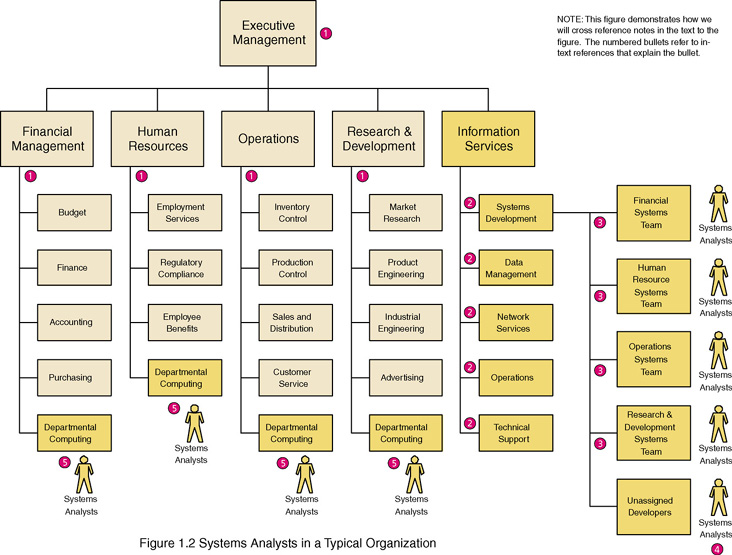 Executive
Management
1
NOTE: This figure demonstrates how we
will cross reference notes in the text to the
figure. The numbered bullets refer to in-
text references that explain the bullet.
Financial
Management
Human
Resources
Operations
Research &
Development
Information
Services
1
1
1
1
Budget
Finance
Accounting
Purchasing
Departmental
Computing
5
Systems
Analysts
Employment
Services
Regulatory
Compliance
Employee
Benefits
Departmental
Computing
5
Systems
Analysts
Inventory
Control
Production
Control
Sales and
Distribution
Customer
Service
Departmental
Computing
5
Systems
Analysts
Market
Research
Product
Engineering
Industrial
Engineering
Advertising
Departmental
Computing
5
Systems
Analysts
2
Systems
Development
2
Data
Management
2
Network
Services
2
Operations
2
Technical
Support
3
Financial
Systems
Team
Systems
Analysts
3
Human
Resource
Systems
Team
Systems
Analysts
3
Operations
Systems
Team
Systems
Analysts
3
Research &
Development
Systems
Team
Systems
Analysts
Unassigned
Developers
Systems
Analysts
4
Figure 1.2 Systems Analysts in a Typical Organization